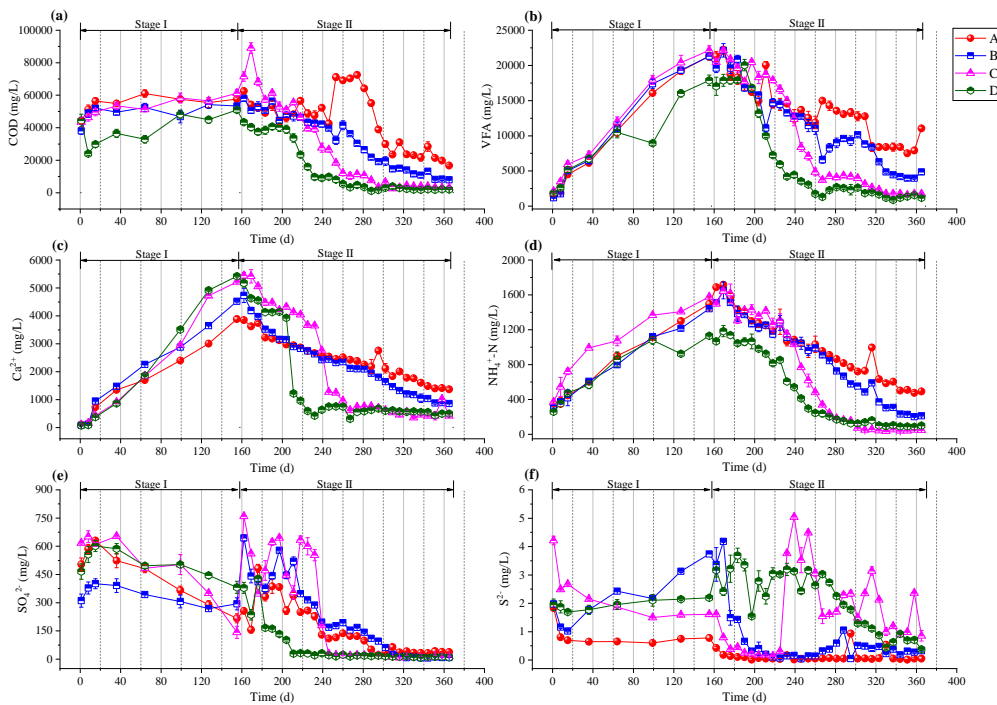 (a)
Stage I
Stage II
100000
80000
60000
40000
20000
0
COD
(mg/L)
0 40 80 120 160 200 240 280 320 360 400
Time (d)
(b)
Stage I
Stage II
25000
20000
15000
10000
5000
0
VFA
(mg/L)
0 40 80 120 160 200 240 280 320 360 400
Time (d)
A
B
C
D
(c)
6000
5000
4000
3000
2000
1000
0
Ca²⁺
(mg/L)
0 40 80 120 160 200 240 280 320 360 400
Time (d)
(d)
Stage I
Stage II
2000
1600
1200
800
400
0
NH₄⁺-N
(mg/L)
0 40 80 120 160 200 240 280 320 360 400
Time (d)
(e)
Stage I
Stage II
900
750
600
450
300
150
0
SO₄²⁻
(mg/L)
0 40 80 120 160 200 240 280 320 360 400
Time (d)
(f)
Stage I
Stage II
6
5
4
3
2
1
0
S²⁻
(mg/L)
0 40 80 120 160 200 240 280 320 360 400
Time (d)